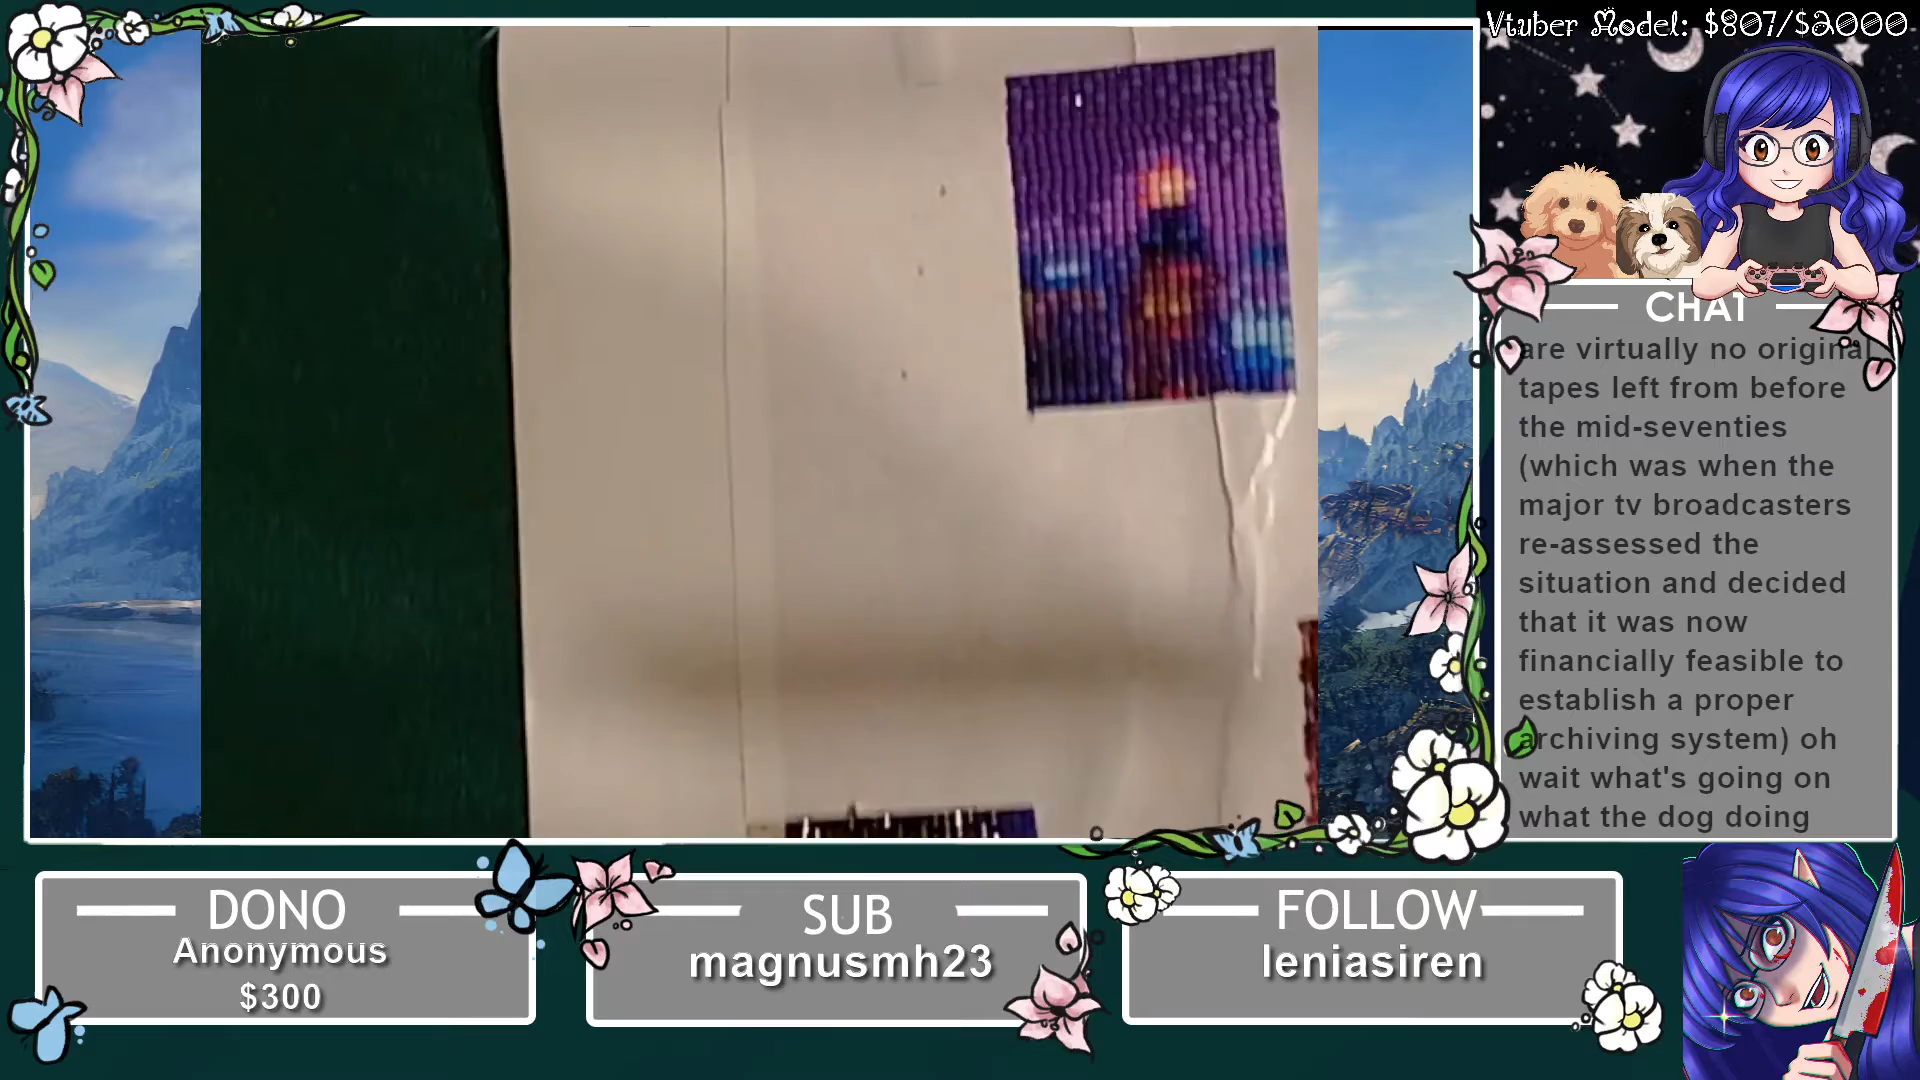 Vtuber Model: $807/$2000
CHAT
are virtually no original
tapes left from before
the mid-seventies
(which was when the
major tv broadcasters
re-assessed the
situation and decided
that it was now
financially feasible to
establish a proper
archiving system) oh
wait what's going on
what the dog doing
DONO
Anonymous
$300
SUB
magnusmh23
FOLLOW
leniasiren